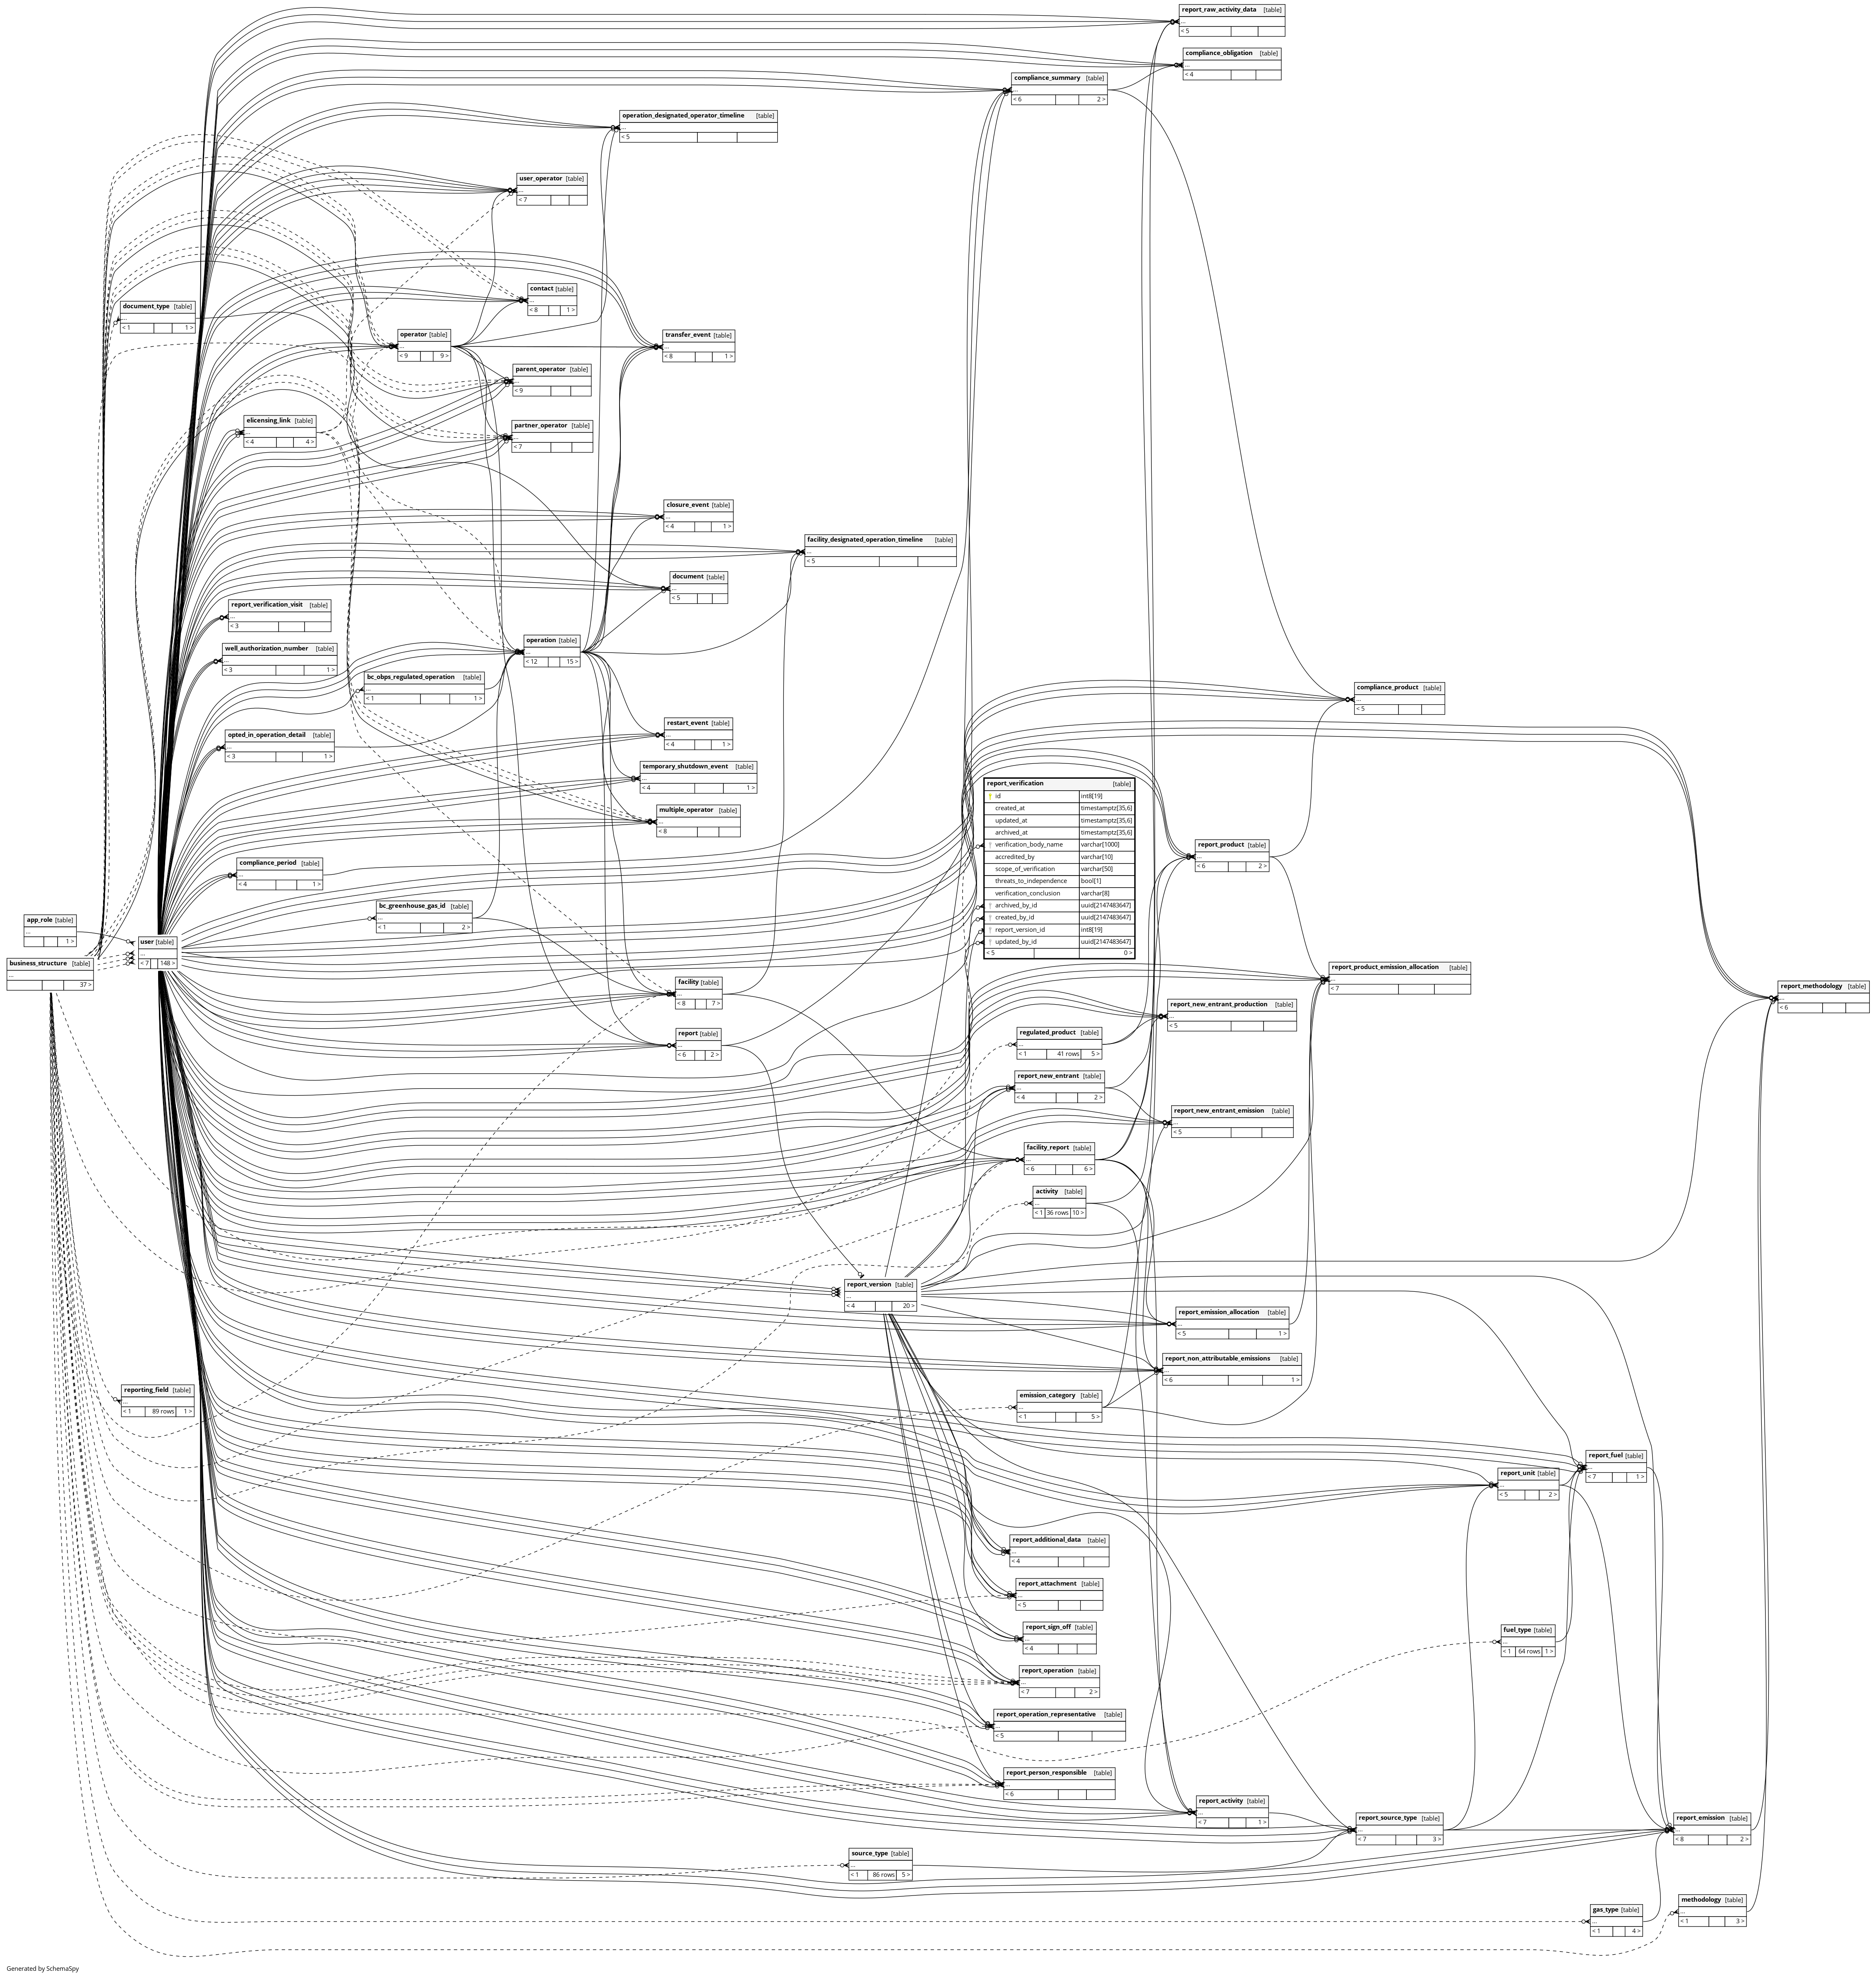 report_raw_activity_data [table]
...
< 5
compliance_obligation [table]
...
< 4
compliance_summary [table]
...
< 6 2 >
operation_designated_operator_timeline [table]
...
< 5
user_operator [table]
...
< 7
contact [table]
...
< 8 1 >
document_type [table]
...
< 1 1 >
operator [table]
...
< 9 9 >
transfer_event [table]
...
< 8 1 >
parent_operator [table]
...
< 9
elicensing_link [table]
...
< 4 4 >
partner_operator [table]
...
< 7
closure_event [table]
...
< 4 1 >
facility_designated_operation_timeline [table]
...
< 5
document [table]
...
< 5
report_verification_visit [table]
...
< 3
operation [table]
...
< 12 15 >
well_authorization_number [table]
...
< 3 1 >
bc_obps_regulated_operation [table]
...
< 1 1 >
compliance_product [table]
...
< 5
restart_event [table]
...
< 4 1 >
opted_in_operation_detail [table]
...
< 3 1 >
temporary_shutdown_event [table]
...
< 4 1 >
multiple_operator [table]
...
< 8
report_verification [table]
id int8[19]
created_at timestamptz[35,6]
updated_at timestamptz[35,6]
archived_at timestamptz[35,6]
verification_body_name varchar[1000]
accredited_by varchar[10]
scope_of_verification varchar[50]
threats_to_independence bool[1]
verification_conclusion varchar[8]
archived_by_id uuid[2147483647]
created_by_id uuid[2147483647]
report_version_id int8[19]
updated_by_id uuid[2147483647]
< 5 0 >
report_product [table]
...
< 6 2 >
compliance_period [table]
...
< 4 1 >
bc_greenhouse_gas_id [table]
...
< 1 2 >
app_role [table]
...
1 >
user [table]
...
< 7 148 >
business_structure [table]
...
37 >
report_product_emission_allocation [table]
...
< 7
facility [table]
...
< 8 7 >
report_methodology [table]
...
< 6
report_new_entrant_production [table]
...
< 5
report [table]
...
< 6 2 >
regulated_product [table]
...
< 1 41 rows 5 >
report_new_entrant [table]
...
< 4 2 >
report_new_entrant_emission [table]
...
< 5
facility_report [table]
...
< 6 6 >
activity [table]
...
< 1 36 rows 10 >
report_version [table]
...
< 4 20 >
report_emission_allocation [table]
...
< 5 1 >
report_non_attributable_emissions [table]
...
< 6 1 >
reporting_field [table]
...
< 1 89 rows 1 >
emission_category [table]
...
< 1 5 >
report_fuel [table]
...
< 7 1 >
report_unit [table]
...
< 5 2 >
report_additional_data [table]
...
< 4
report_attachment [table]
...
< 5
report_sign_off [table]
...
< 4
fuel_type [table]
...
< 1 64 rows 1 >
report_operation [table]
...
< 7 2 >
report_operation_representative [table]
...
< 5
report_person_responsible [table]
...
< 6
report_activity [table]
...
< 7 1 >
report_source_type [table]
...
< 7 3 >
report_emission [table]
...
< 8 2 >
source_type [table]
...
< 1 86 rows 5 >
methodology [table]
...
< 1 3 >
gas_type [table]
...
< 1 4 >
Generated by SchemaSpy